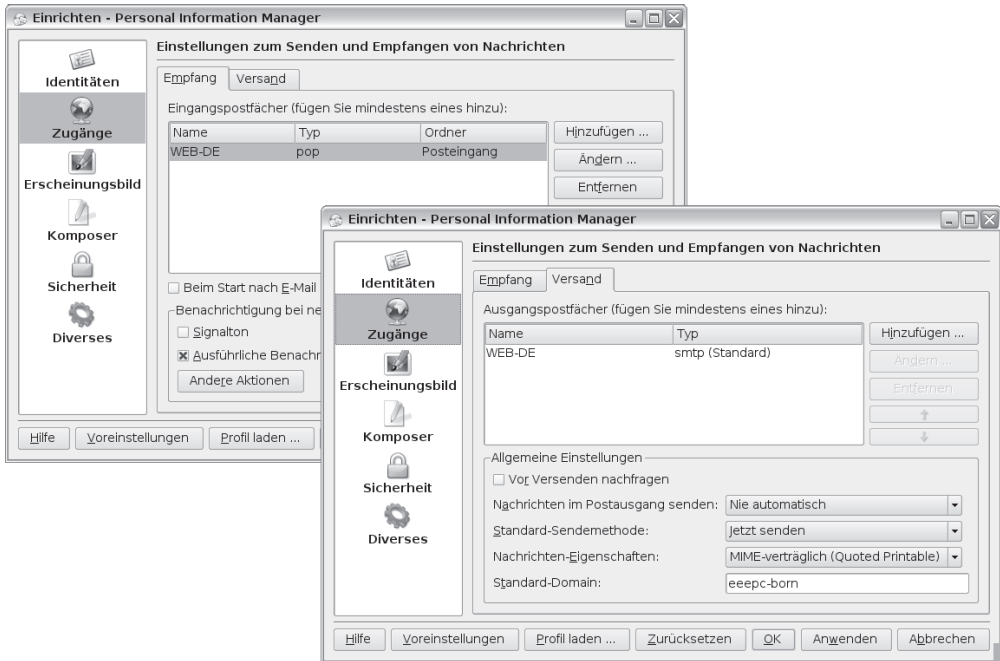 Einrichten - Personal Information Manager
Einstellungen zum Senden und Empfangen von Nachrichten
Identitäten
Zugänge
Erscheinungsbild
Komposer
Sicherheit
Diverses
Empfang Versand
Eingangspostfächer (fügen Sie mindestens eines hinzu):
Name Typ Ordner
WEB-DE pop Posteingang
Hinzufügen ...
Ändern ...
Entfernen
Beim Start nach E-Mail
Benachrichtigung bei
Signalton
Ausführliche
Andere Aktionen
Hilfe Voreinstellungen Profil laden ...
Einrichten - Personal Information Manager
Einstellungen zum Senden und Empfangen von Nachrichten
Identitäten
Zugänge
Erscheinungsbild
Komposer
Sicherheit
Diverses
Empfang Versand
Ausgangspostfächer (fügen Sie mindestens eines hinzu):
Name Typ
WEB-DE smtp (Standard)
Hinzufügen ...
Ändern ...
Entfernen
Allgemeine Einstellungen
Vor Versenden nachfragen
Nachrichten im Postausgang senden: Nie automatisch
Standard-Sendemethode: Jetzt senden
Nachrichten-Eigenschaften: MIME-verträglich (Quoted Printable)
Standard-Domain: eeepc-born
Hilfe Voreinstellungen Profil laden ... Zurücksetzen OK Anwenden Abbrechen